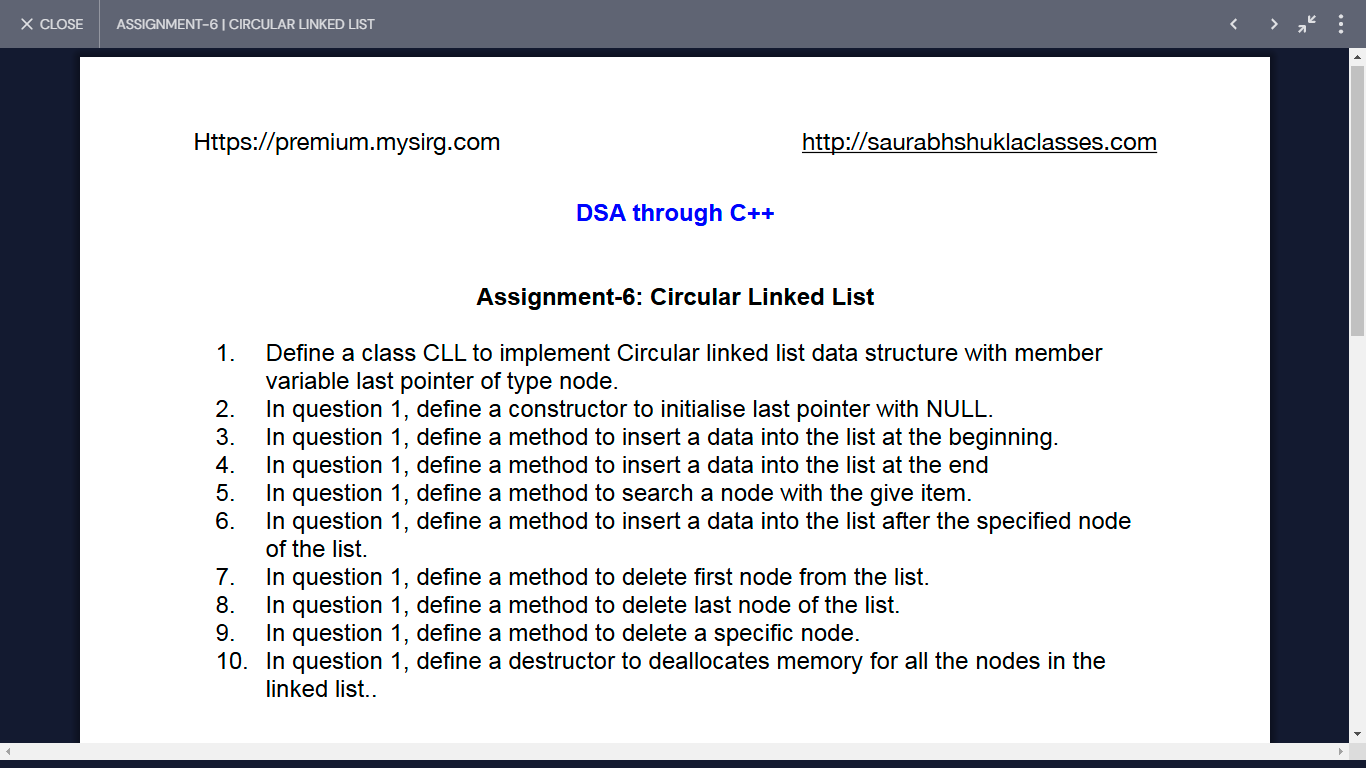 CLOSE
ASSIGNMENT-6 | CIRCULAR LINKED LIST
Https://premium.mysirg.com
http://saurabhshuklaclasses.com
DSA through C++
Assignment-6: Circular Linked List
1. Define a class CLL to implement Circular linked list data structure with member
variable last pointer of type node.
2. In question 1, define a constructor to initialise last pointer with NULL.
3. In question 1, define a method to insert a data into the list at the beginning.
4. In question 1, define a method to insert a data into the list at the end
5. In question 1, define a method to search a node with the give item.
6. In question 1, define a method to insert a data into the list after the specified node
of the list.
7. In question 1, define a method to delete first node from the list.
8. In question 1, define a method to delete last node of the list.
9. In question 1, define a method to delete a specific node.
10. In question 1, define a destructor to deallocates memory for all the nodes in the
linked list..